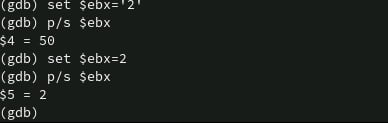 (gdb) set $ebx='2'
(gdb) p/s $ebx
$4 = 50
(gdb) set $ebx=2
(gdb) p/s $ebx
$5 = 2
(gdb)